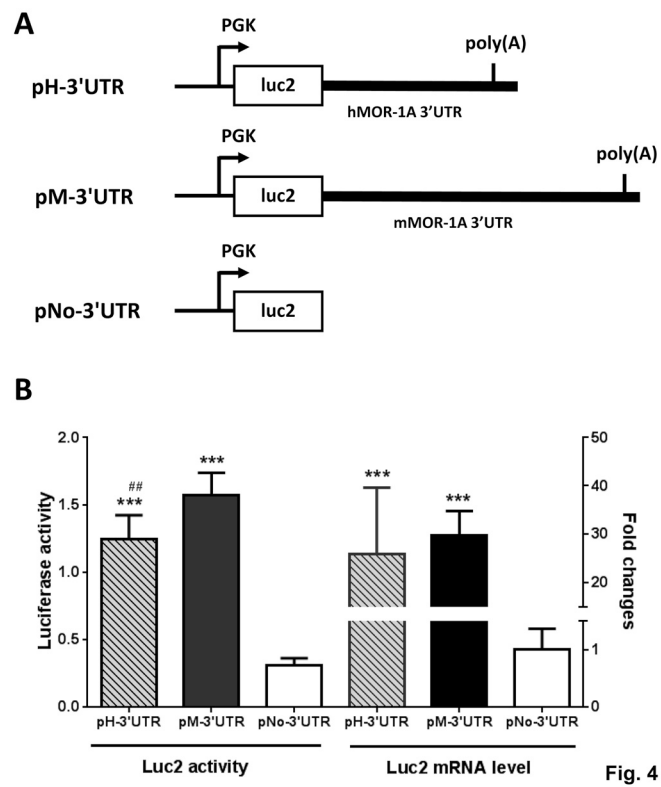 A
PGK
poly(A)
pH-3'UTR
luc2
hMOR-1A 3'UTR
PGK
poly(A)
pM-3'UTR
luc2
mMOR-1A 3'UTR
PGK
pNo-3'UTR
luc2
B
Luciferase activity
2.0
1.5
1.0
0.5
0.0
##
***
***
***
***
50
40
30
20
1
0
Fold changes
pH-3'UTR pM-3'UTR pNo-3'UTR pH-3'UTR pM-3'UTR pNo-3'UTR
Luc2 activity Luc2 mRNA level
Fig. 4